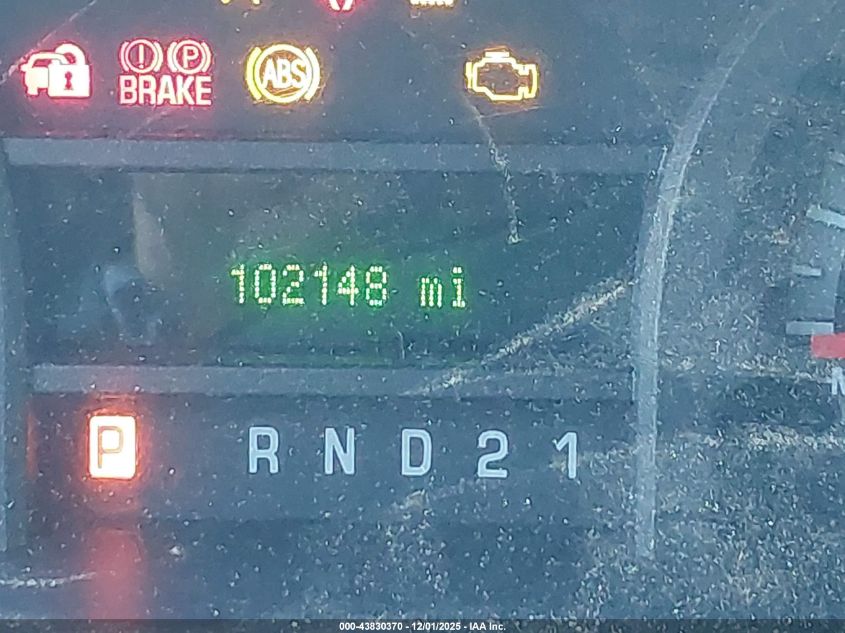 ! P
BRAKE
ABS
102148 mi
P R N D 2 1
000-43830370 - 12/01/2025 - IAA Inc.